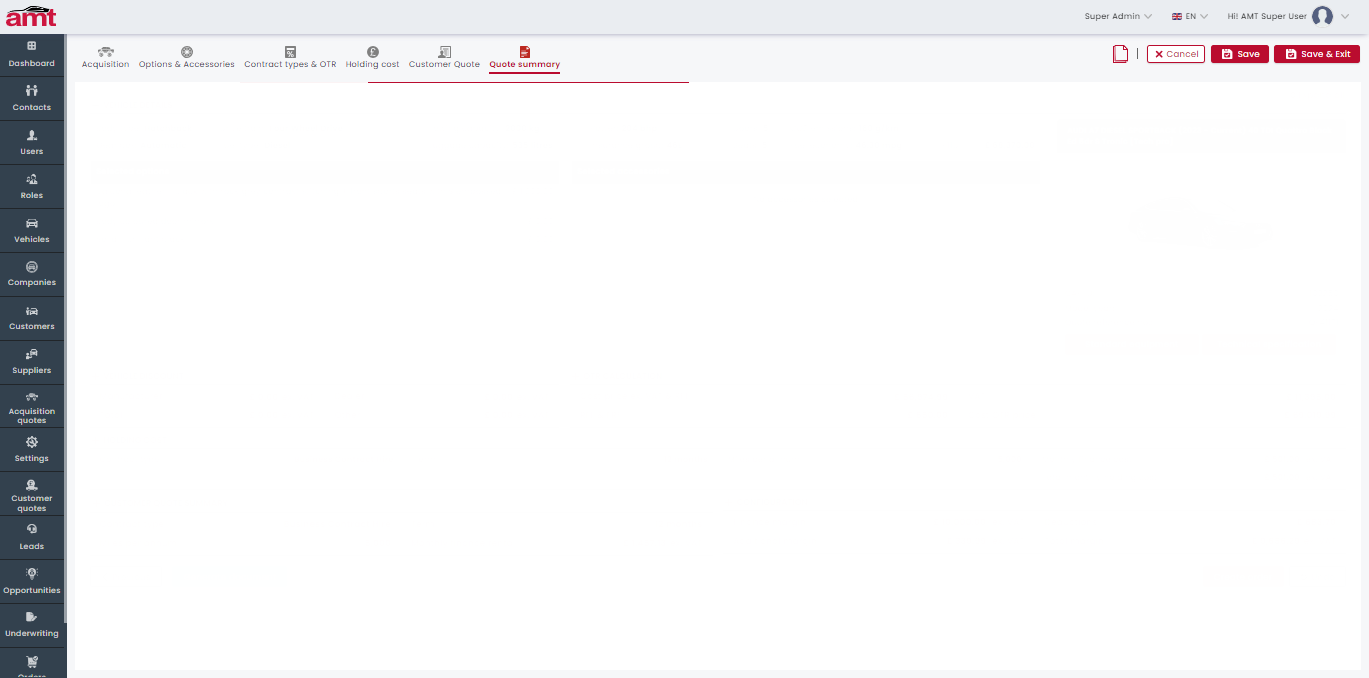 amt
Super Admin
EN
Hi! AMT Super User
Acquisition
Options & Accessories
Contract types & OTR
Holding cost
Customer Quote
Quote summary
Cancel
Save
Save & Exit
Dashboard
Contacts
Users
Roles
Vehicles
Companies
Customers
Suppliers
Acquisition
quotes
Settings
Customer
quotes
Leads
Opportunities
Underwriting
Orders